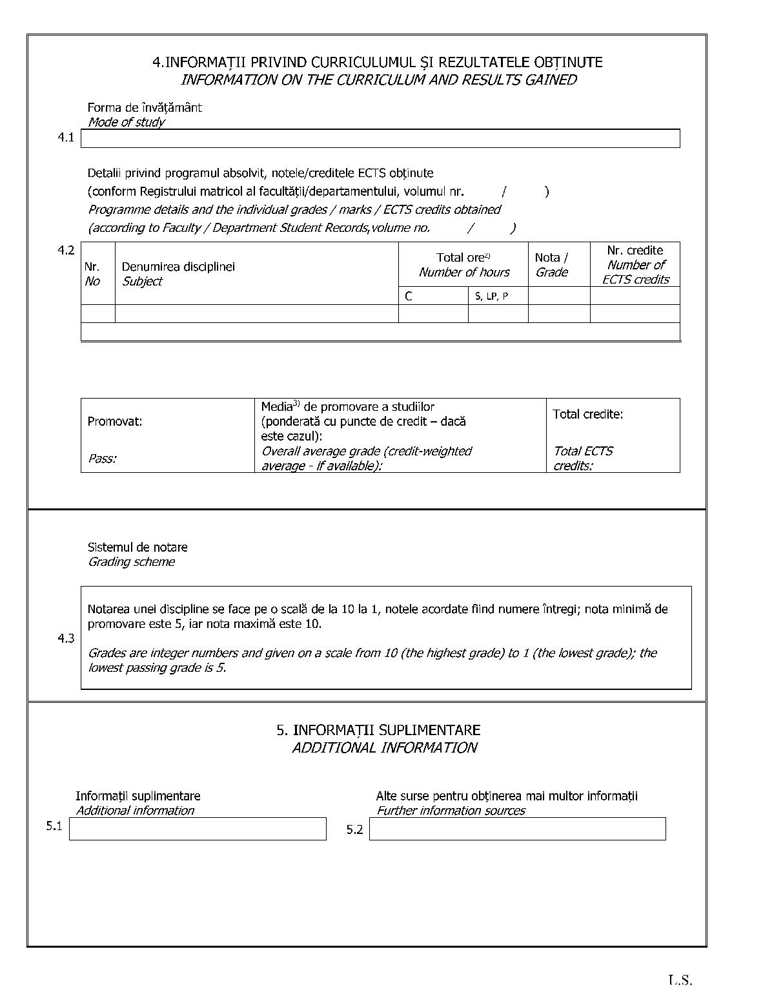 4.INFORMAȚII PRIVIND CURRICULUMUL ȘI REZULTATELE OBȚINUTE
INFORMATION ON THE CURRICULUM AND RESULTS GAINED
Forma de învățământ
Mode of study
4.1
Detalii privind programul absolvit, notele/creditele ECTS obținute
(conform Registrului matricol al facultății/departamentului, volumul nr. / )
Programme details and the individual grades / marks / ECTS credits obtained
(according to Faculty / Department Student Records,volume no. / )
4.2
Nr.
No
Denumirea disciplinei
Subject
Total ore2)
Number of hours
Nota /
Grade
Nr. credite
Number of
ECTS credits
C
S, LP, P
Promovat:
Pass:
Media3) de promovare a studiilor
(ponderată cu puncte de credit – dacă
este cazul):
Overall average grade (credit-weighted
average - if available):
Total credite:
Total ECTS
credits:
Sistemul de notare
Grading scheme
4.3
Notarea unei discipline se face pe o scală de la 10 la 1, notele acordate fiind numere întregi; nota minimă de
promovare este 5, iar nota maximă este 10.
Grades are integer numbers and given on a scale from 10 (the highest grade) to 1 (the lowest grade); the
lowest passing grade is 5.
5. INFORMAȚII SUPLIMENTARE
ADDITIONAL INFORMATION
Informații suplimentare
Additional information
5.1
Alte surse pentru obținerea mai multor informații
Further information sources
5.2
L.S.